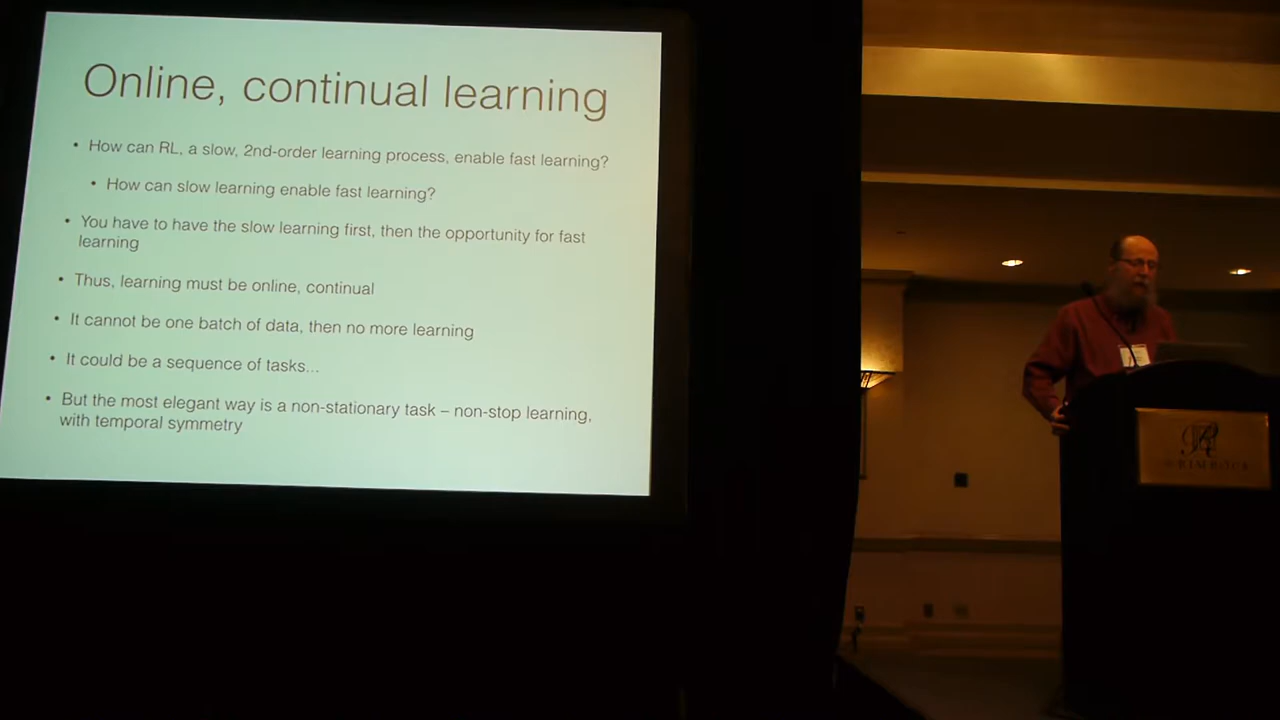 Online, continual learning
• How can RL, a slow, 2nd-order learning process, enable fast learning?
• How can slow learning enable fast learning?
• You have to have the slow learning first, then the opportunity for fast
learning
• Thus, learning must be online, continual
• It cannot be one batch of data, then no more learning
• It could be a sequence of tasks...
• But the most elegant way is a non-stationary task – non-stop learning,
with temporal symmetry